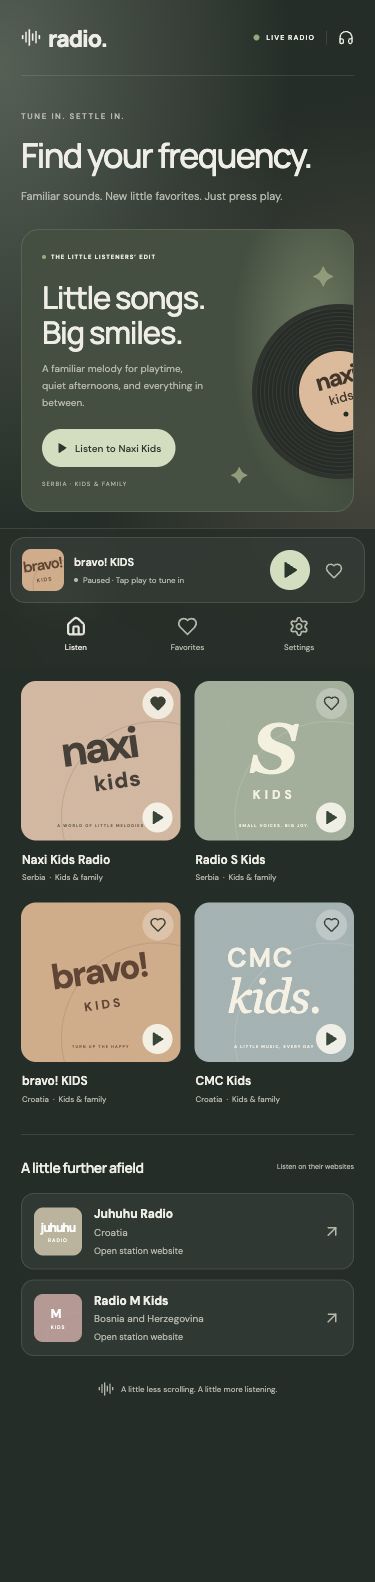 radio.
LIVE RADIO
TUNE IN. SETTLE IN.
Find your frequency.
Familiar sounds. New little favorites. Just press play.
THE LITTLE LISTENERS' EDIT
Little songs.
Big smiles.
A familiar melody for playtime,
quiet afternoons, and everything in
between.
naxi
kids
Listen to Naxi Kids
SERBIA · KIDS & FAMILY
bravo!
KIDS
bravo! KIDS
Paused · Tap play to tune in
Listen
Favorites
Settings
naxi
kids
A WORLD OF LITTLE MELODIES
Naxi Kids Radio
Serbia · Kids & family
S
KIDS
SMALL VOICES. BIG JOY.
Radio S Kids
Serbia · Kids & family
bravo!
KIDS
TURN UP THE HAPPY
bravo! KIDS
Croatia · Kids & family
CMC
kids.
A LITTLE MUSIC, EVERY DAY
CMC Kids
Croatia · Kids & family
A little further afield
Listen on their websites
juhuhu
RADIO
Juhuhu Radio
Croatia
Open station website
M
KIDS
Radio M Kids
Bosnia and Herzegovina
Open station website
A little less scrolling. A little more listening.